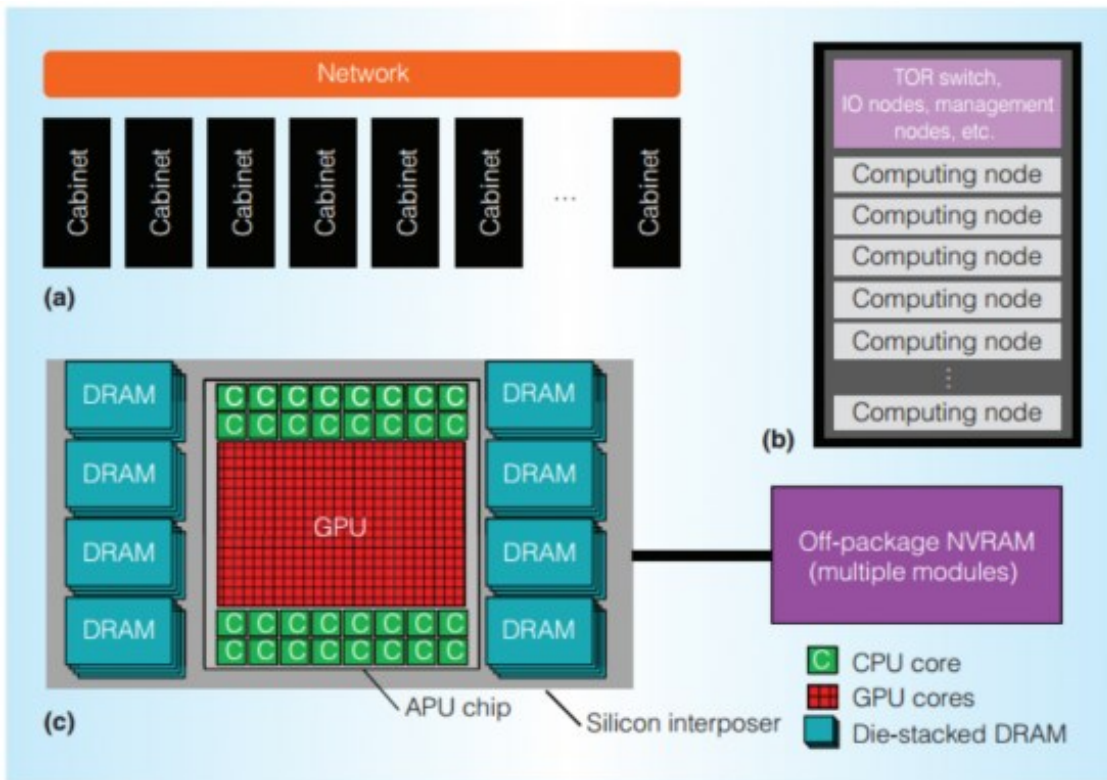 Network
Cabinet
Cabinet
Cabinet
Cabinet
Cabinet
Cabinet
...
Cabinet
(a)
TOR switch,
IO nodes, management
nodes, etc.
Computing node
Computing node
Computing node
Computing node
Computing node
...
Computing node
(b)
DRAM
DRAM
DRAM
DRAM
C C C C C C C C
C C C C C C C C
GPU
C C C C C C C C
C C C C C C C C
DRAM
DRAM
DRAM
DRAM
APU chip
Silicon interposer
(c)
Off-package NVRAM
(multiple modules)
C CPU core
GPU cores
Die-stacked DRAM